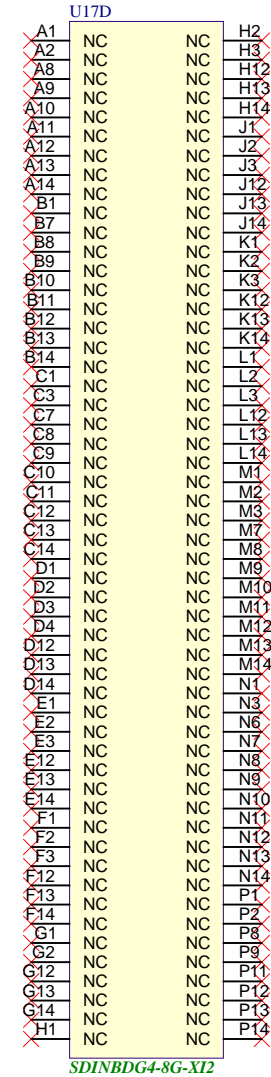 U17D
A1 NC NC H2
A2 NC NC H3
A8 NC NC H12
A9 NC NC H13
A10 NC NC H14
A11 NC NC J1
A12 NC NC J2
A13 NC NC J3
A14 NC NC J12
B1 NC NC J13
B7 NC NC J14
B8 NC NC K1
B9 NC NC K2
B10 NC NC K3
B11 NC NC K12
B12 NC NC K13
B13 NC NC K14
B14 NC NC L1
C1 NC NC L2
C3 NC NC L3
C7 NC NC L12
C8 NC NC L13
C9 NC NC L14
C10 NC NC M1
C11 NC NC M2
C12 NC NC M3
C13 NC NC M7
C14 NC NC M8
D1 NC NC M9
D2 NC NC M10
D3 NC NC M11
D4 NC NC M12
D12 NC NC M13
D13 NC NC M14
D14 NC NC N1
E1 NC NC N3
E2 NC NC N6
E3 NC NC N7
E12 NC NC N8
E13 NC NC N9
E14 NC NC N10
F1 NC NC N11
F2 NC NC N12
F3 NC NC N13
F12 NC NC N14
F13 NC NC P1
F14 NC NC P2
G1 NC NC P8
G2 NC NC P9
G12 NC NC P11
G13 NC NC P12
G14 NC NC P13
H1 NC NC P14
SDINBDG4-8G-XI2